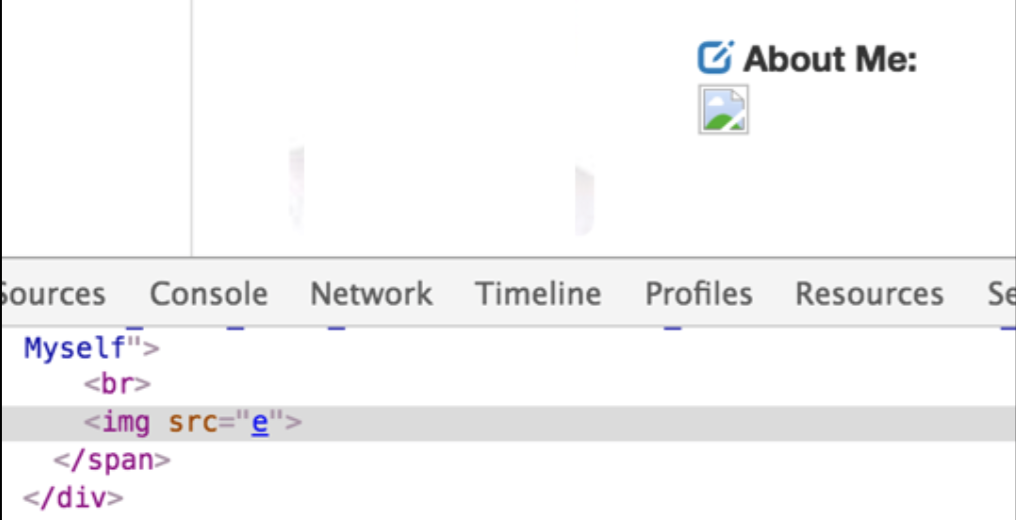 About Me:
Sources Console Network Timeline Profiles Resources Se
Myself">
<br>
<img src="e">
</span>
</div>